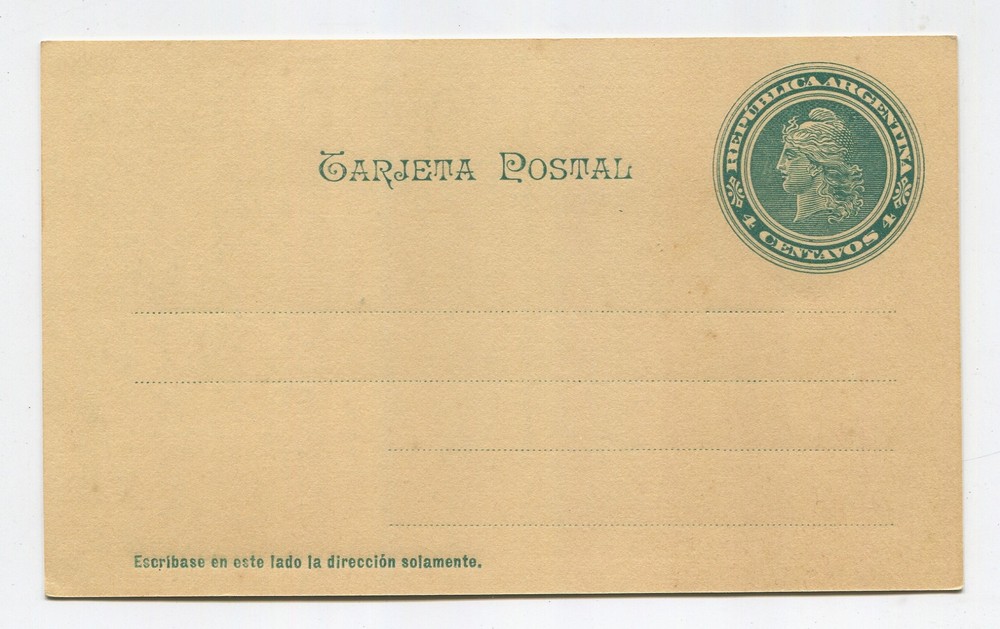 TARJETA POSTAL
REPÚBLICA ARGENTINA
4 CENTAVOS 4
Escríbase en este lado la dirección solamente.